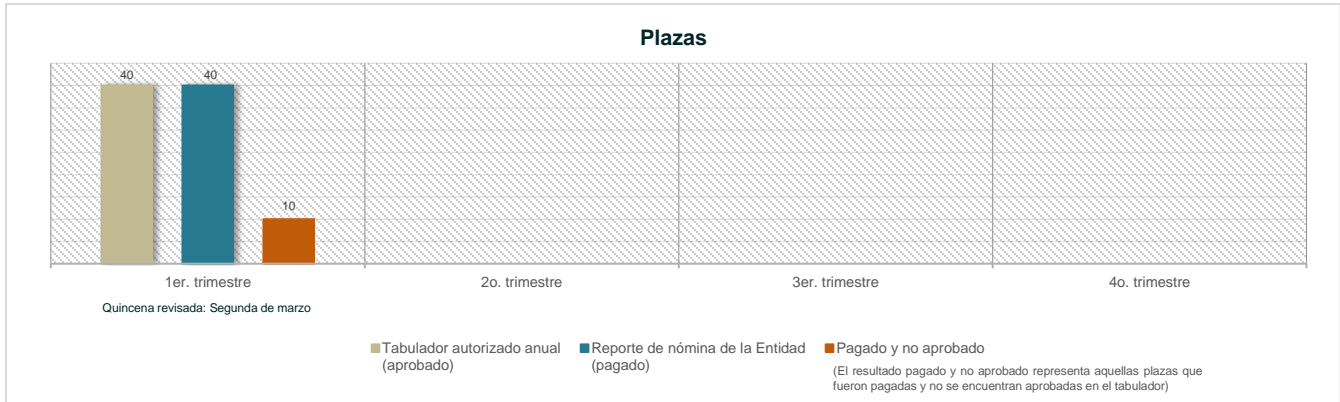 Plazas
40
40
10
1er. trimestre
2o. trimestre
3er. trimestre
4o. trimestre
Quincena revisada: Segunda de marzo
Tabulador autorizado anual
(aprobado)
Reporte de nómina de la Entidad
(pagado)
Pagado y no aprobado
(El resultado pagado y no aprobado representa aquellas plazas que
fueron pagadas y no se encuentran aprobadas en el tabulador)